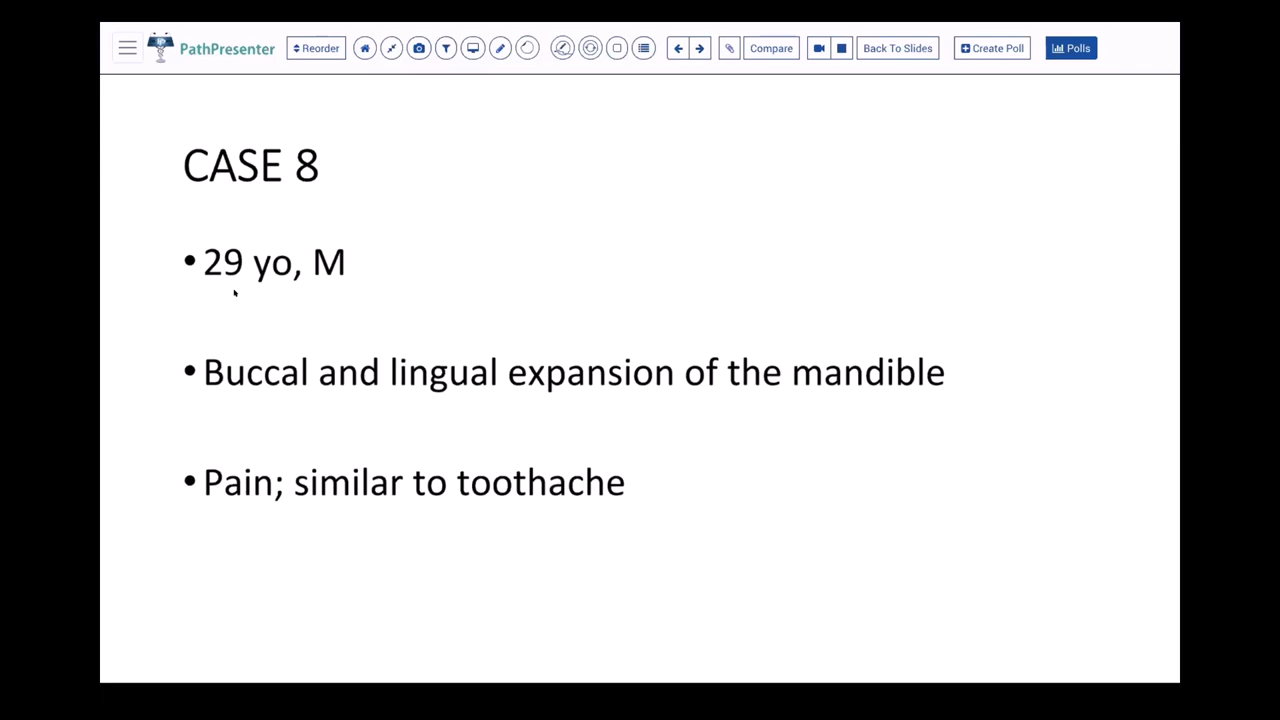 PathPresenter
Reorder
Compare
Back To Slides
Create Poll
Polls
CASE 8
• 29 yo, M
• Buccal and lingual expansion of the mandible
• Pain; similar to toothache